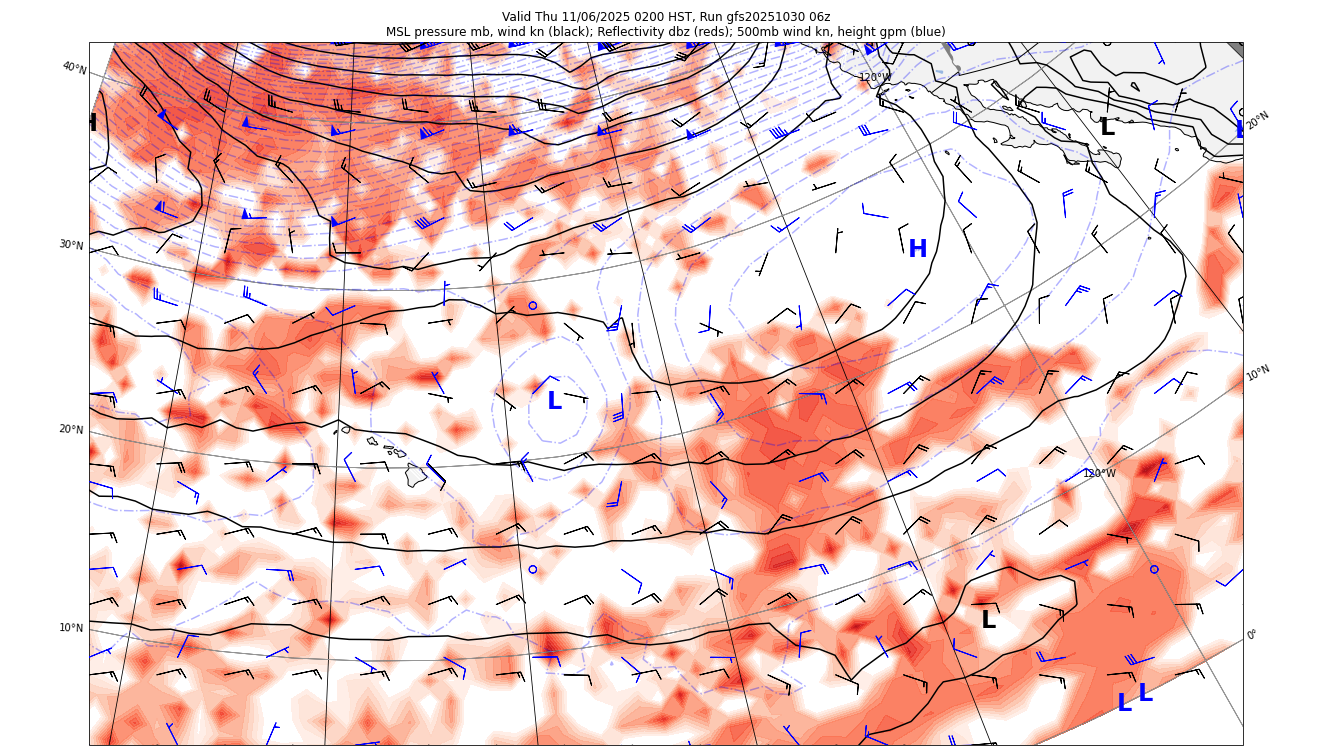 Valid Thu 11/06/2025 0200 HST, Run gfs20251030 06z
MSL pressure mb, wind kn (black); Reflectivity dbz (reds); 500mb wind kn, height gpm (blue)
40°N
120°W
H
L
L
20°N
30°N
H
10°N
L
20°N
120°W
10°N
L
0°
L
L